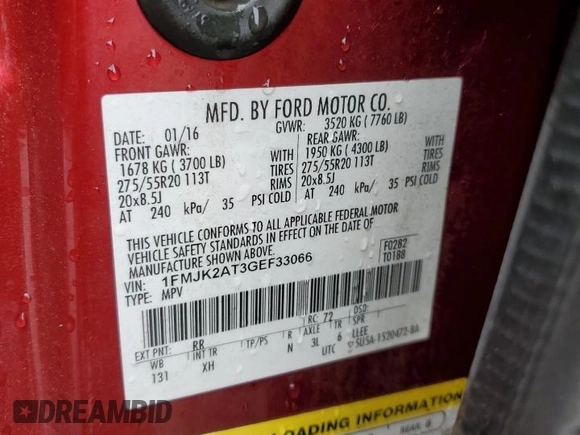 MFD. BY FORD MOTOR CO.
DATE: 01/16 GVWR: 3520 KG ( 7760 LB)
FRONT GAWR: REAR GAWR:
1678 KG ( 3700 LB) WITH 1950 KG ( 4300 LB) WITH
275/55R20 113T TIRES 275/55R20 113T TIRES
20x8.5J RIMS 20x8.5J RIMS
AT 240 kPa/ 35 PSI COLD AT 240 kPa/ 35 PSI COLD
THIS VEHICLE CONFORMS TO ALL APPLICABLE FEDERAL MOTOR
VEHICLE SAFETY STANDARDS IN EFFECT ON THE DATE OF
MANUFACTURE SHOWN ABOVE.
F0282
T0188
VIN: 1FMJK2AT3GEF33066
TYPE: MPV
EXT PNT: RR RC: 72 DSO:
WB INT TR TP/PS R AXLE TR SPR
131 XH N 3L 6 LLEE
UTC 5U5A-1520472-BA
LOADING INFORMATION
REAR
DREAMBID